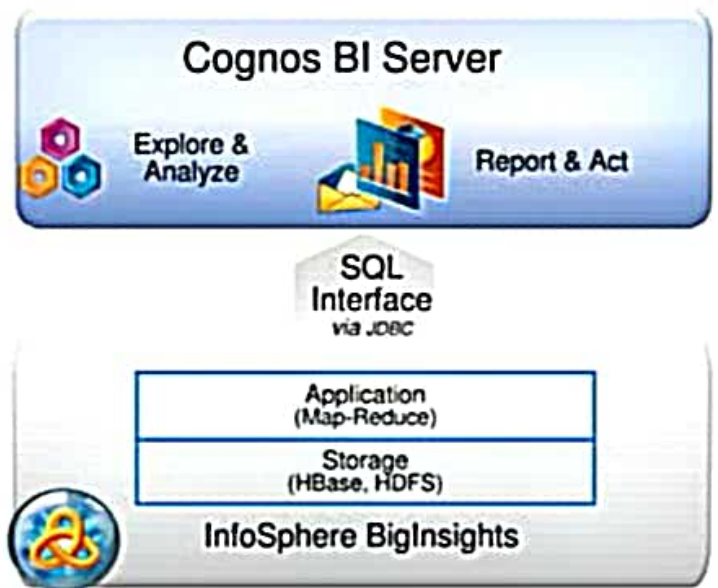 Cognos BI Server
Explore &
Analyze
Report & Act
SQL
Interface
via JDBC
Application
(Map-Reduce)
Storage
(HBase, HDFS)
InfoSphere BigInsights